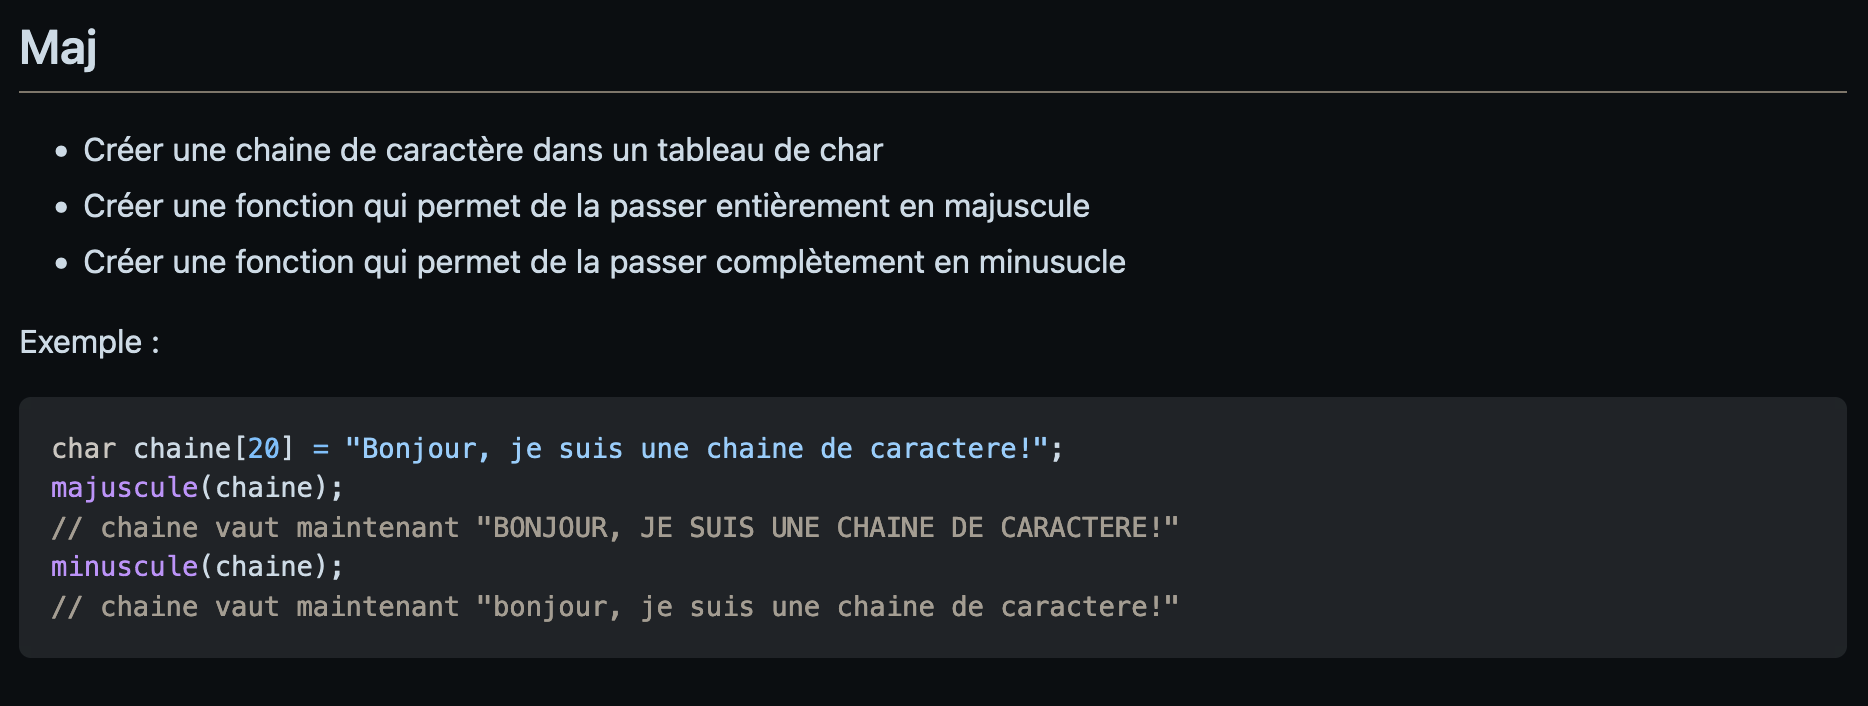 Maj
• Créer une chaine de caractère dans un tableau de char
• Créer une fonction qui permet de la passer entièrement en majuscule
• Créer une fonction qui permet de la passer complètement en minusucle
Exemple :
char chaine[20] = "Bonjour, je suis une chaine de caractere!";
majuscule(chaine);
// chaine vaut maintenant "BONJOUR, JE SUIS UNE CHAINE DE CARACTERE!"
minuscule(chaine);
// chaine vaut maintenant "bonjour, je suis une chaine de caractere!"